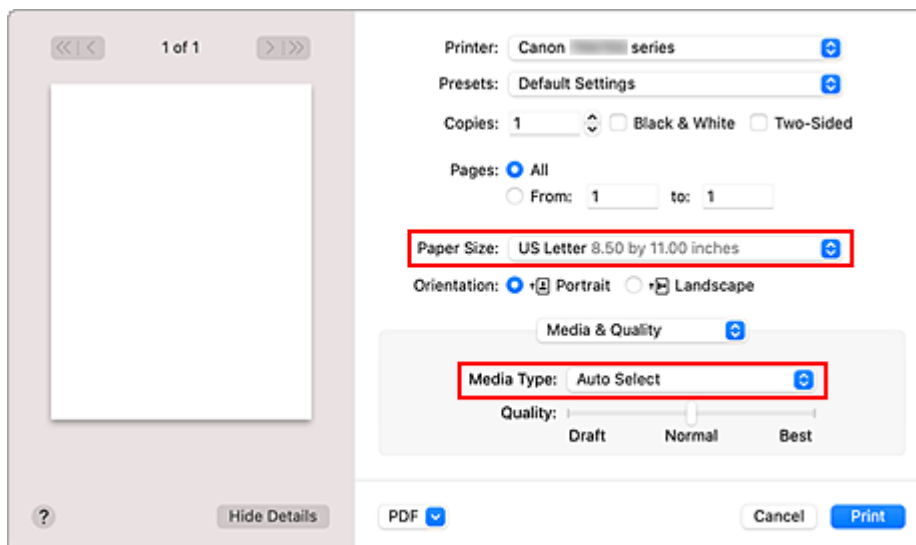 1 of 1
Printer: Canon series
Presets: Default Settings
Copies: 1 Black & White Two-Sided
Pages: All
From: 1 to: 1
Paper Size: US Letter 8.50 by 11.00 inches
Orientation: Portrait Landscape
Media & Quality
Media Type: Auto Select
Quality:
Draft Normal Best
? Hide Details PDF Cancel Print